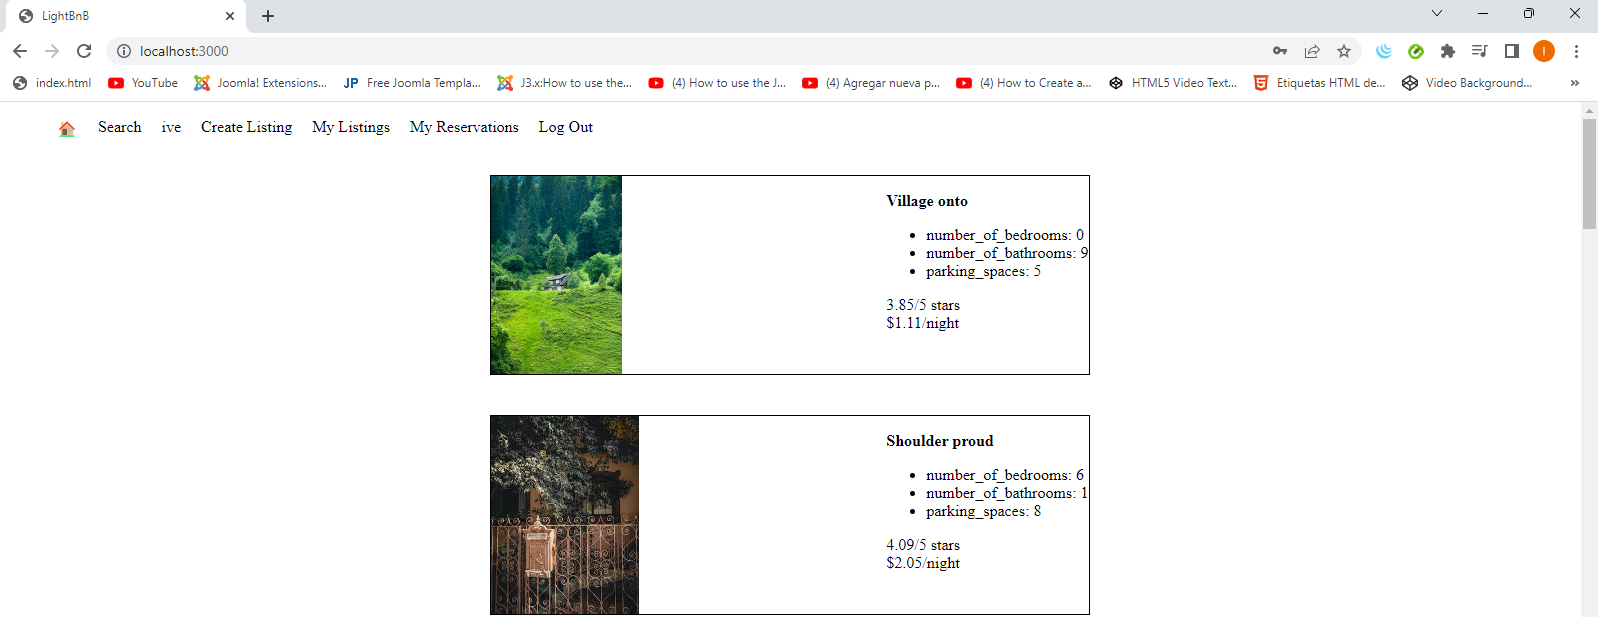 LightBnB
localhost:3000
I
index.html YouTube Joomla! Extensions... JP Free Joomla Templa... J3.x:How to use the... (4) How to use the J... (4) Agregar nueva p... (4) How to Create a... HTML5 Video Text... Etiquetas HTML de... Video Background... »
Search ive Create Listing My Listings My Reservations Log Out
Village onto
• number_of_bedrooms: 0
• number_of_bathrooms: 9
• parking_spaces: 5
3.85/5 stars
$1.11/night
Shoulder proud
• number_of_bedrooms: 6
• number_of_bathrooms: 1
• parking_spaces: 8
4.09/5 stars
$2.05/night